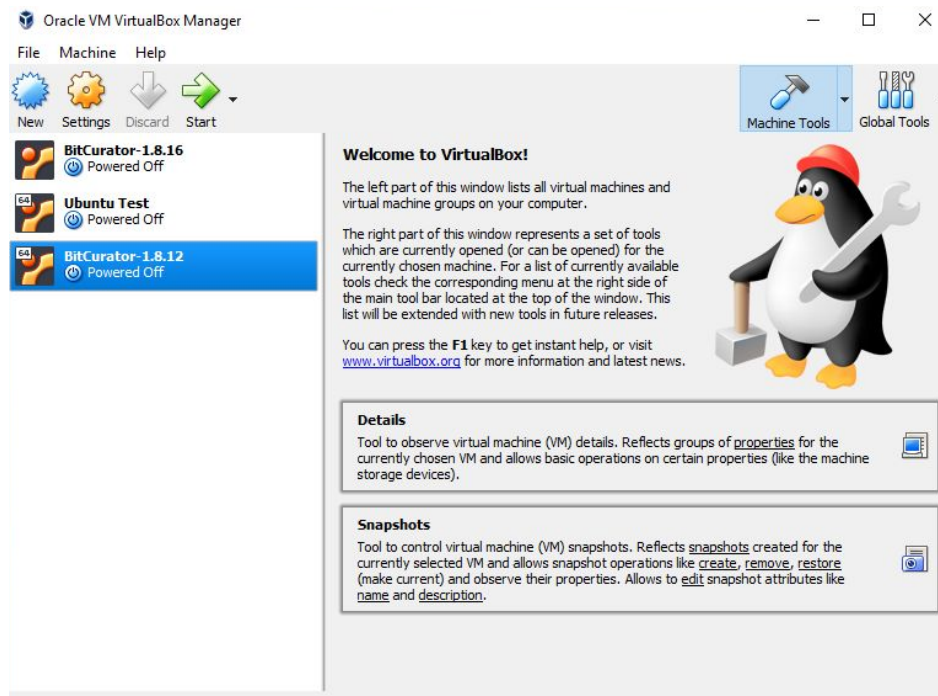 Oracle VM VirtualBox Manager
File Machine Help
New Settings Discard Start
Machine Tools Global Tools
BitCurator-1.8.16
Powered Off
64
Ubuntu Test
Powered Off
64
BitCurator-1.8.12
Powered Off
Welcome to VirtualBox!
The left part of this window lists all virtual machines and
virtual machine groups on your computer.
The right part of this window represents a set of tools
which are currently opened (or can be opened) for the
currently chosen machine. For a list of currently available
tools check the corresponding menu at the right side of
the main tool bar located at the top of the window. This
list will be extended with new tools in future releases.
You can press the F1 key to get instant help, or visit
www.virtualbox.org for more information and latest news.
Details
Tool to observe virtual machine (VM) details. Reflects groups of properties for the
currently chosen VM and allows basic operations on certain properties (like the machine
storage devices).
Snapshots
Tool to control virtual machine (VM) snapshots. Reflects snapshots created for the
currently selected VM and allows snapshot operations like create, remove, restore
(make current) and observe their properties. Allows to edit snapshot attributes like
name and description.